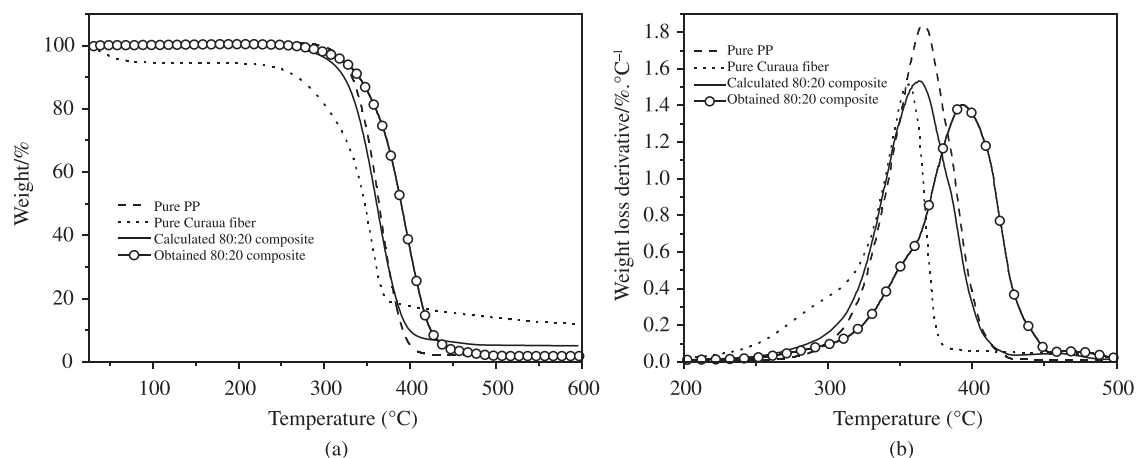 100
80
60
40
20
0
Weight/%
Pure PP
Pure Curaua fiber
Calculated 80:20 composite
Obtained 80:20 composite
100
200
300
400
500
600
Temperature (°C)
(a)
1.8
1.6
1.4
1.2
1.0
0.8
0.6
0.4
0.2
0.0
Weight loss derivative/%.°C⁻¹
Pure PP
Pure Curaua fiber
Calculated 80:20 composite
Obtained 80:20 composite
200
300
400
500
Temperature (°C)
(b)